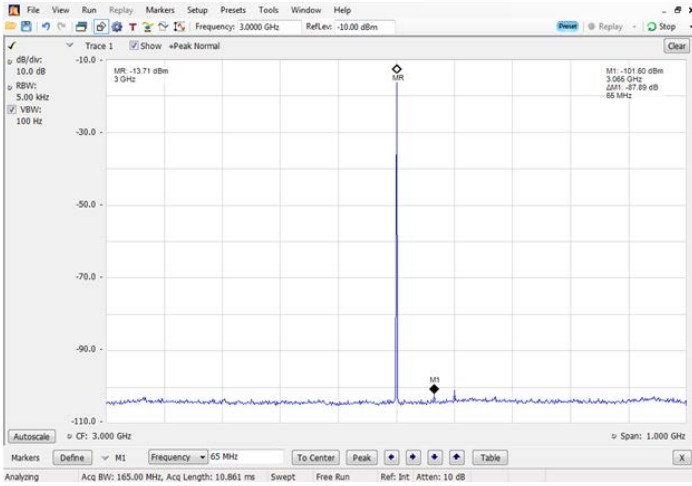 File View Run Replay Markers Setup Presets Tools Window Help
Frequency: 3.0000 GHz RefLev: -10.00 dBm Preset Replay Stop
Trace 1 Show +Peak Normal Clear
dB/div:
10.0 dB
RBW:
5.00 kHz
VBW:
100 Hz
-10.0
MR: -13.71 dBm
3 GHz
MR
M1: -101.60 dBm
3.065 GHz
ΔM1: -87.89 dB
65 MHz
-30.0
-50.0
-70.0
-90.0
M1
-110.0
Autoscale CF: 3.000 GHz Span: 1.000 GHz
Markers Define M1 Frequency 65 MHz To Center Peak Table X
Analyzing Acq BW: 165.00 MHz, Acq Length: 10.861 ms Swept Free Run Ref: Int Atten: 10 dB